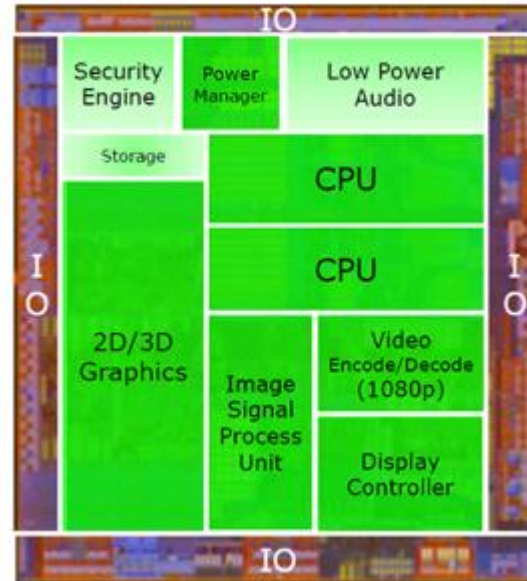 IO
Security
Engine
Power
Manager
Low Power
Audio
Storage
CPU
CPU
I
O
I
O
2D/3D
Graphics
Image
Signal
Process
Unit
Video
Encode/Decode
(1080p)
Display
Controller
IO